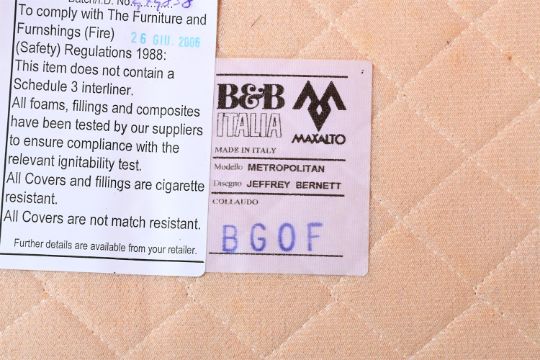 Batch/I.D. No.
To comply with The Furniture and
Furnshings (Fire) 26 GIU. 2006
(Safety) Regulations 1988:
This item does not contain a
Schedule 3 interliner.
All foams, fillings and composites
have been tested by our suppliers
to ensure compliance with the
relevant ignitability test.
All Covers and fillings are cigarette
resistant.
All Covers are not match resistant.
Further details are available from your retailer.
B&B
ITALIA
MAXALTO
MADE IN ITALY
Modello METROPOLITAN
Disegno JEFFREY BERNETT
COLLAUDO
BGOF